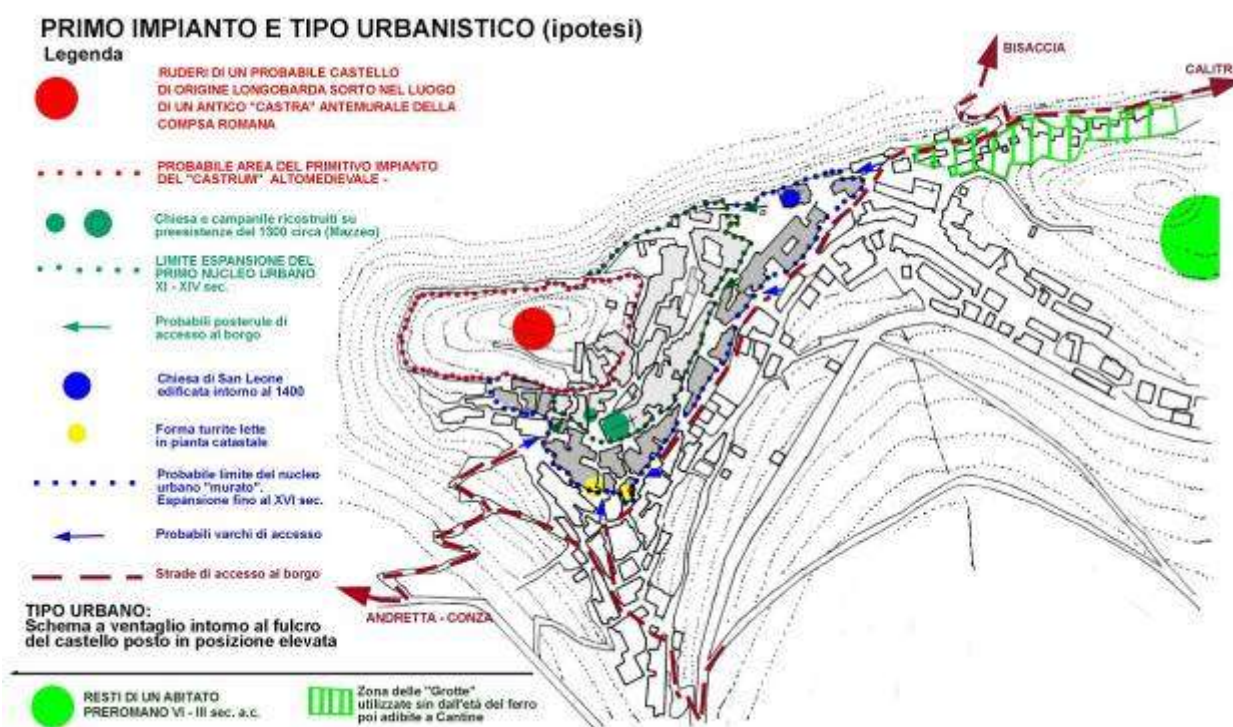 PRIMO IMPIANTO E TIPO URBANISTICO (ipotesi)
Legenda
RUDERI DI UN PROBABILE CASTELLO
DI ORIGINE LONGOBARDA SORTO NEL LUOGO
DI UN ANTICO "CASTRA" ANTEMURALE DELLA
COMPSA ROMANA
PROBABILE AREA DEL PRIMITIVO IMPIANTO
DEL "CASTRUM" ALTOMEDIEVALE -
Chiesa e campanile ricostruiti su
preesistenze del 1300 circa (Mazzeo)
LIMITE ESPANSIONE DEL
PRIMO NUCLEO URBANO
XI - XIV sec.
Probabili posterule di
accesso al borgo
Chiesa di San Leone
edificata intorno al 1400
Forma turrite lette
in pianta catastale
Probabile limite del nucleo
urbano "murato".
Espansione fino al XVI sec.
Probabili varchi di accesso
Strade di accesso al borgo
TIPO URBANO:
Schema a ventaglio intorno al fulcro
del castello posto in posizione elevata
RESTI DI UN ABITATO
PREROMANO VI - III sec. a.c.
Zona delle "Grotte"
utilizzate sin dall'età del ferro
poi adibile a Cantine
BISACCIA
CALITR
ANDRETTA - CONZA